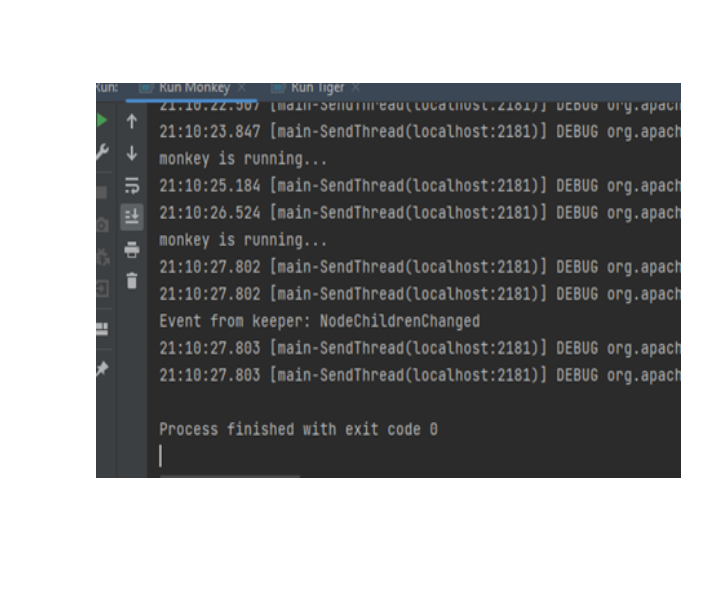 Run: Run Monkey × Run Tiger ×
21:10:22.507 [main-SendThread(localhost:2181)] DEBUG org.apach
21:10:23.847 [main-SendThread(localhost:2181)] DEBUG org.apach
monkey is running...
21:10:25.184 [main-SendThread(localhost:2181)] DEBUG org.apach
21:10:26.524 [main-SendThread(localhost:2181)] DEBUG org.apach
monkey is running...
21:10:27.802 [main-SendThread(localhost:2181)] DEBUG org.apach
21:10:27.802 [main-SendThread(localhost:2181)] DEBUG org.apach
Event from keeper: NodeChildrenChanged
21:10:27.803 [main-SendThread(localhost:2181)] DEBUG org.apach
21:10:27.803 [main-SendThread(localhost:2181)] DEBUG org.apach
Process finished with exit code 0